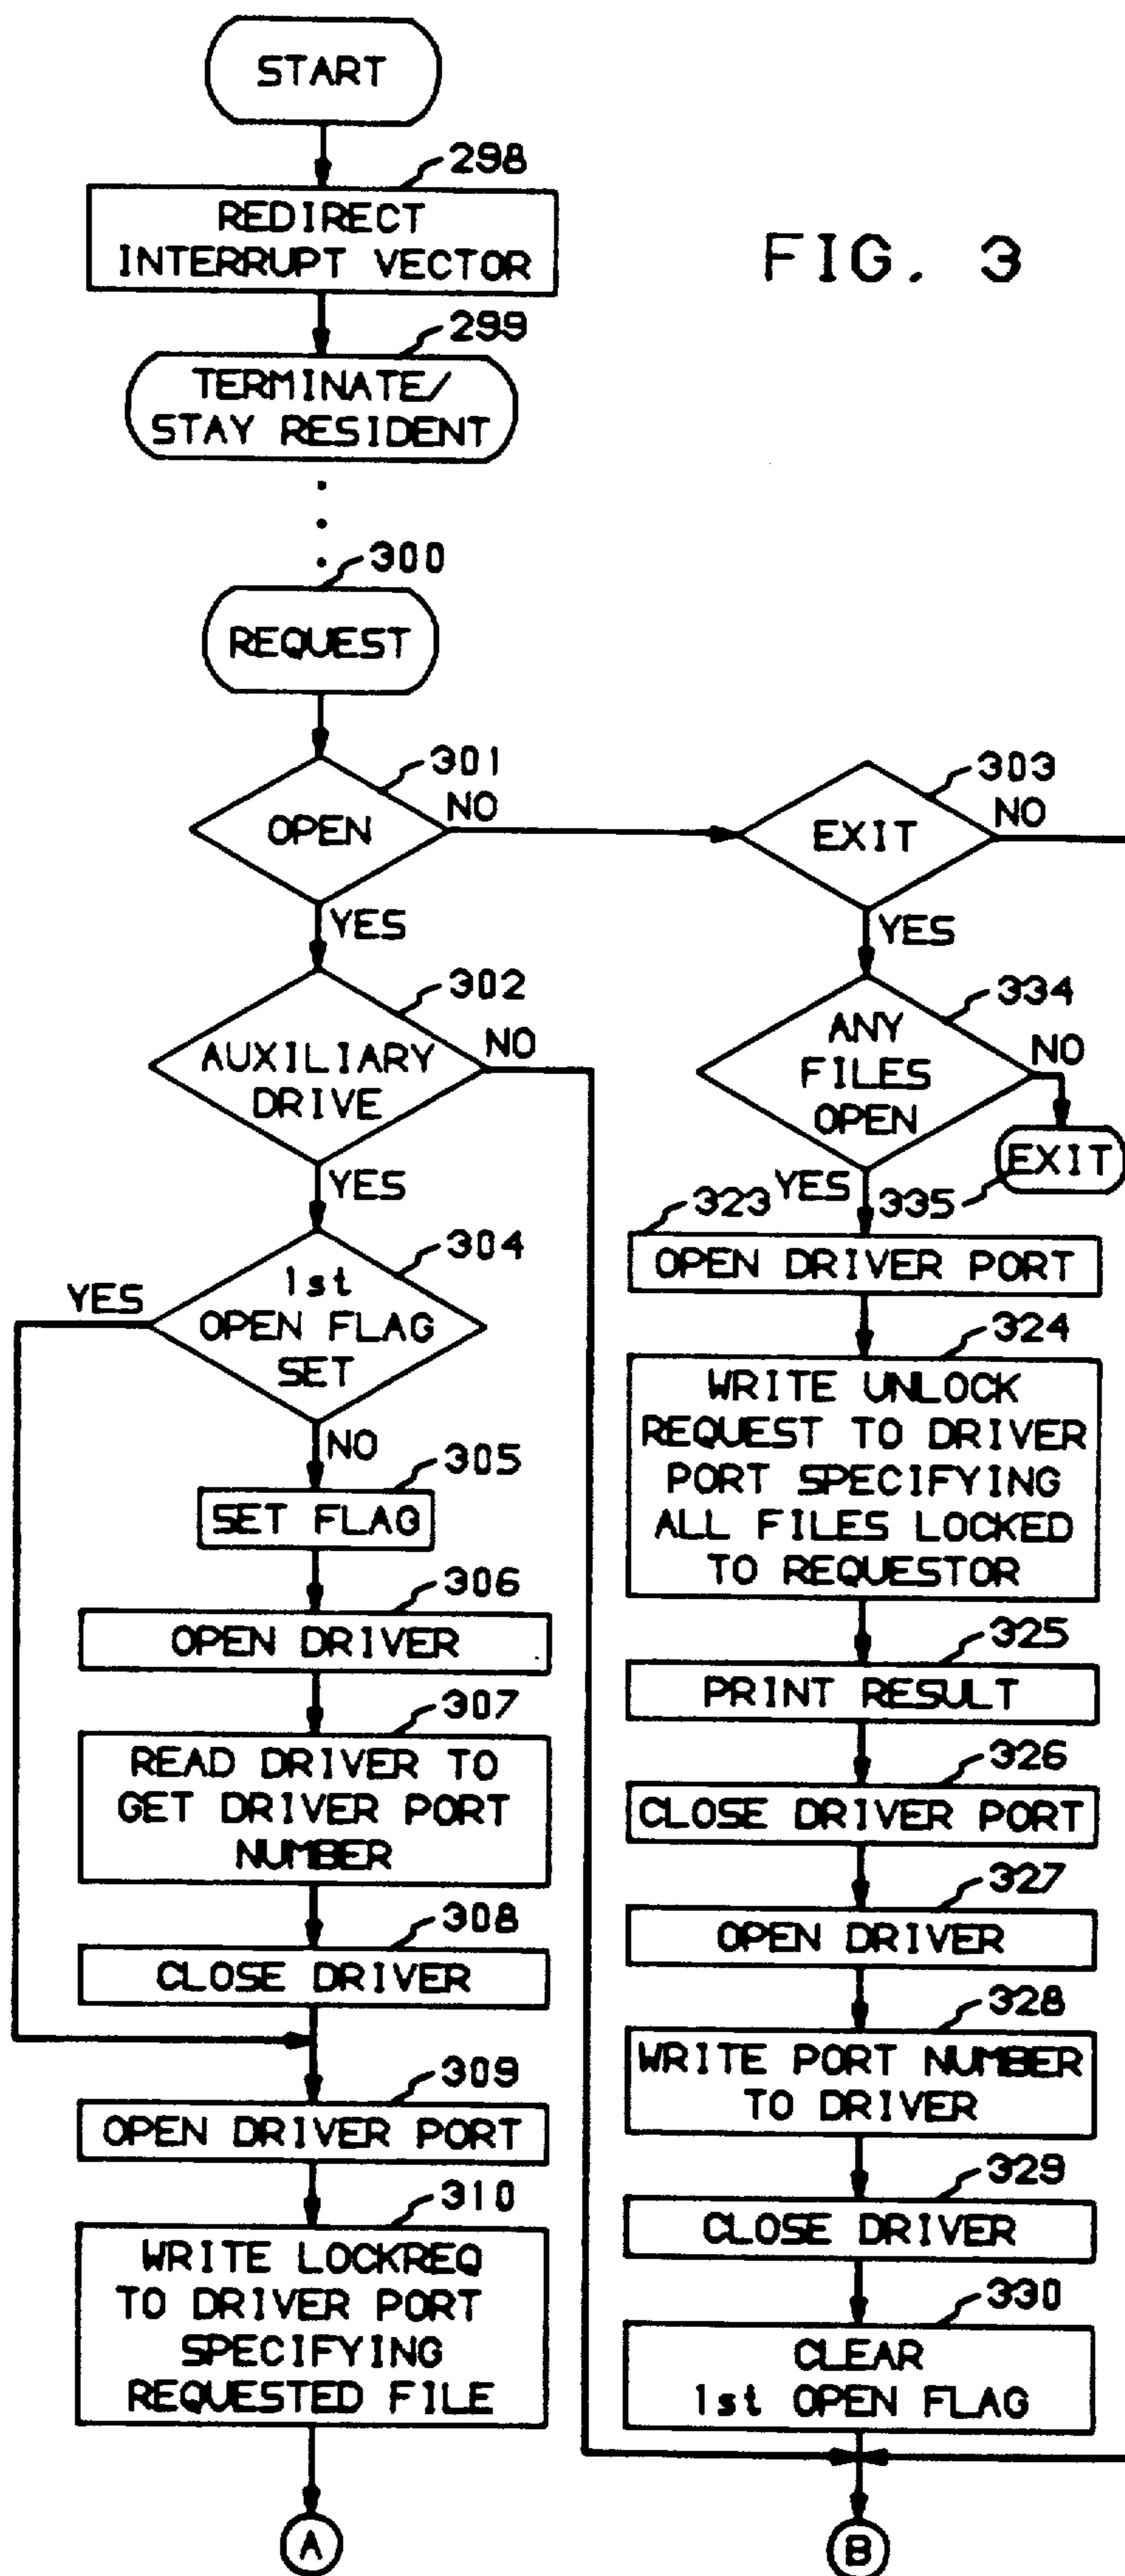 START
298
REDIRECT
INTERRUPT VECTOR
FIG. 3
299
TERMINATE/
STAY RESIDENT
300
REQUEST
301
OPEN
NO
YES
303
EXIT
NO
YES
302
AUXILIARY
DRIVE
NO
YES
334
ANY
FILES
OPEN
NO
YES
335
EXIT
304
1st
OPEN FLAG
SET
YES
NO
305
SET FLAG
306
OPEN DRIVER
307
READ DRIVER TO
GET DRIVER PORT
NUMBER
308
CLOSE DRIVER
309
OPEN DRIVER PORT
310
WRITE LOCKREQ
TO DRIVER PORT
SPECIFYING
REQUESTED FILE
A
323
OPEN DRIVER PORT
324
WRITE UNLOCK
REQUEST TO DRIVER
PORT SPECIFYING
ALL FILES LOCKED
TO REQUESTOR
325
PRINT RESULT
326
CLOSE DRIVER PORT
327
OPEN DRIVER
328
WRITE PORT NUMBER
TO DRIVER
329
CLOSE DRIVER
330
CLEAR
1st OPEN FLAG
B